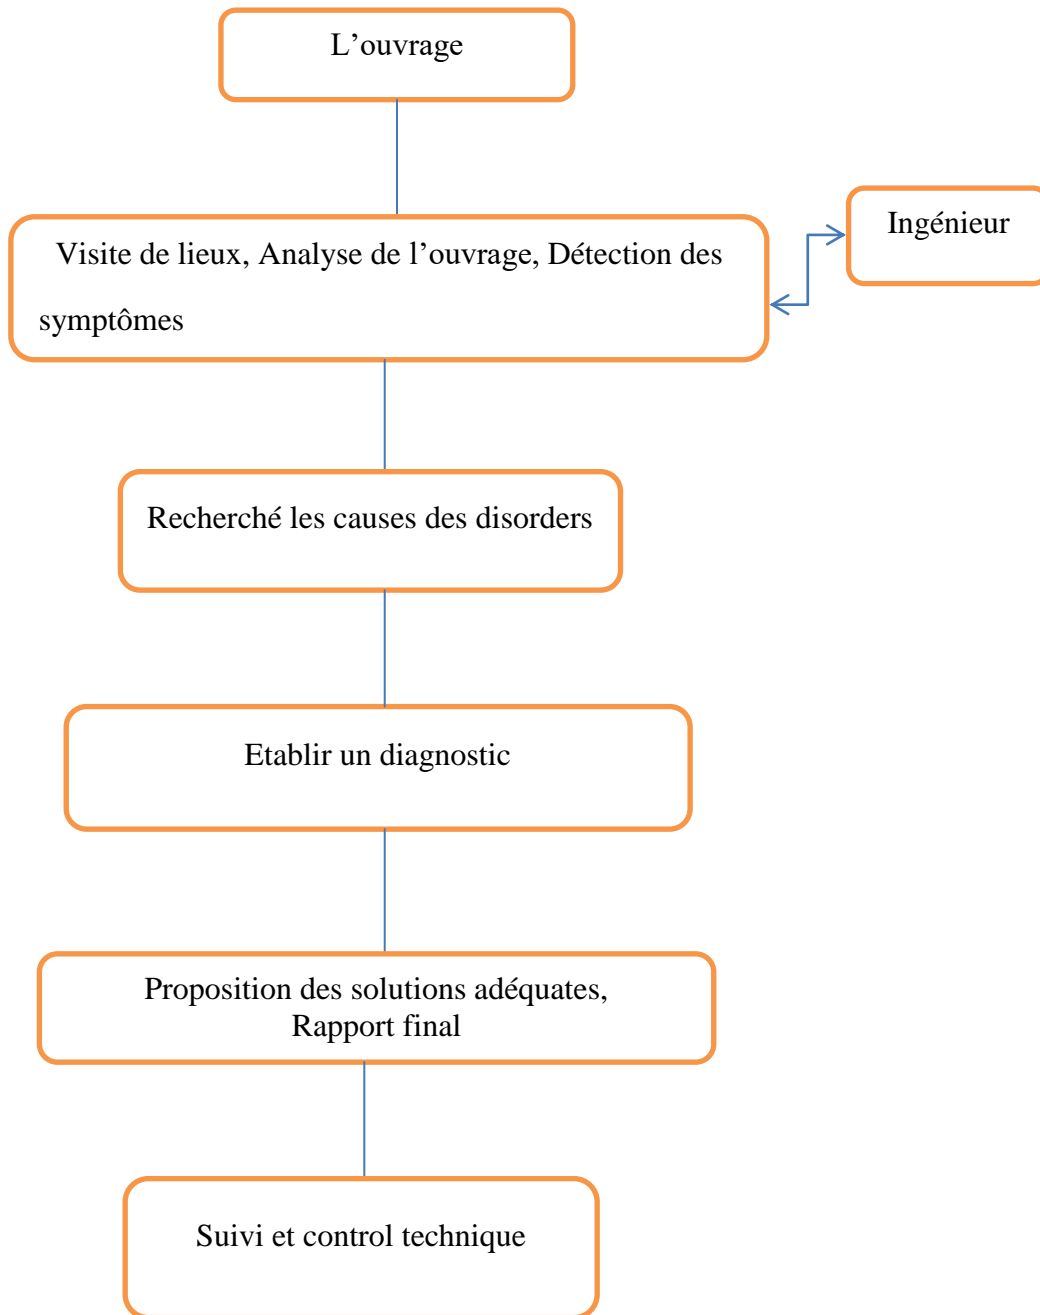 L’ouvrage
Ingénieur
Visite de lieux, Analyse de l’ouvrage, Détection des
symptômes
Recherché les causes des disorders
Etablir un diagnostic
Proposition des solutions adéquates,
Rapport final
Suivi et control technique